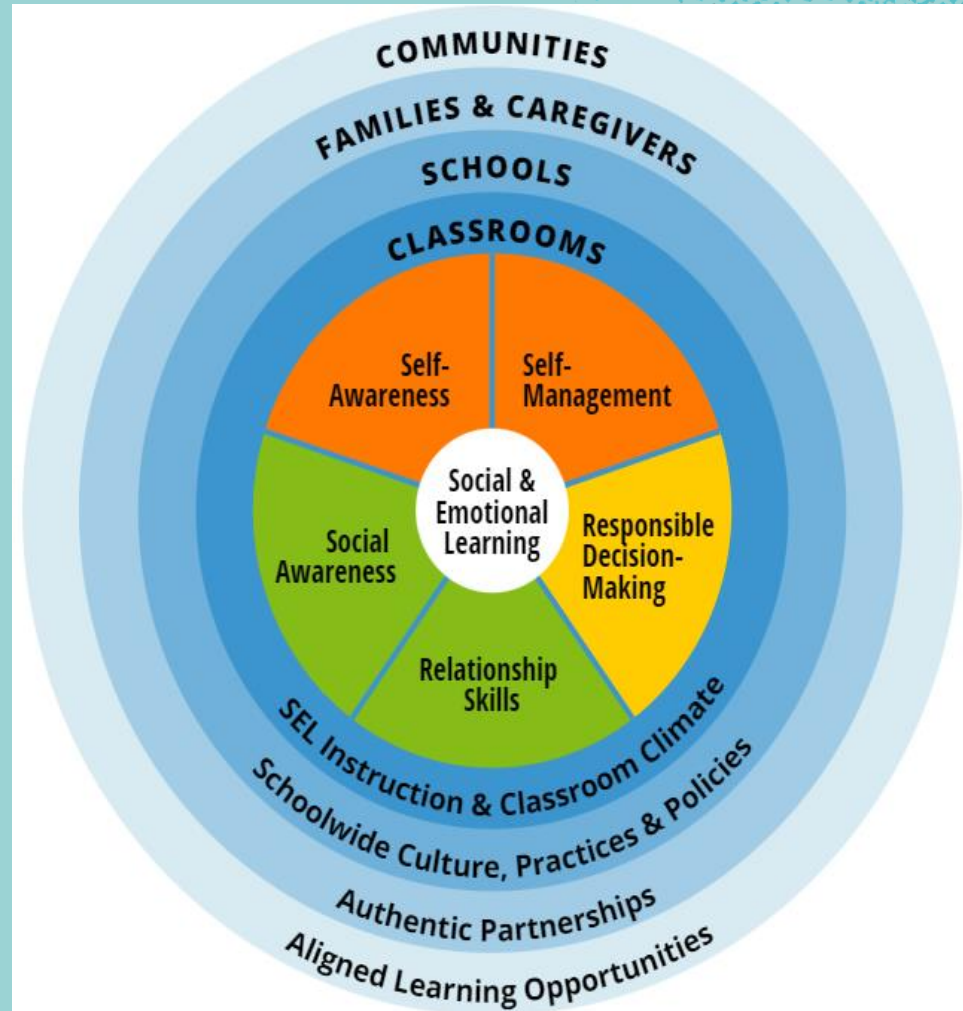 COMMUNITIES
FAMILIES & CAREGIVERS
SCHOOLS
CLASSROOMS
Self-
Awareness
Self-
Management
Social &
Emotional
Learning
Social
Awareness
Responsible
Decision-
Making
Relationship
Skills
SEL Instruction & Classroom Climate
Schoolwide Culture, Practices & Policies
Authentic Partnerships
Aligned Learning Opportunities